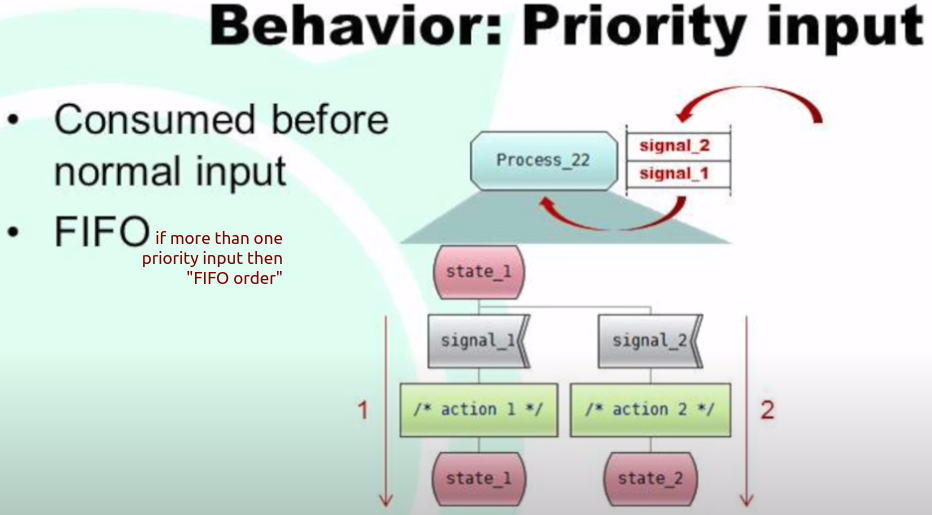 Behavior: Priority input
• Consumed before
normal input
• FIFO
if more than one
priority input then
"FIFO order"
Process_22
signal_2
signal_1
state_1
signal_1
signal_2
1
/* action 1 */
/* action 2 */
2
state_1
state_2